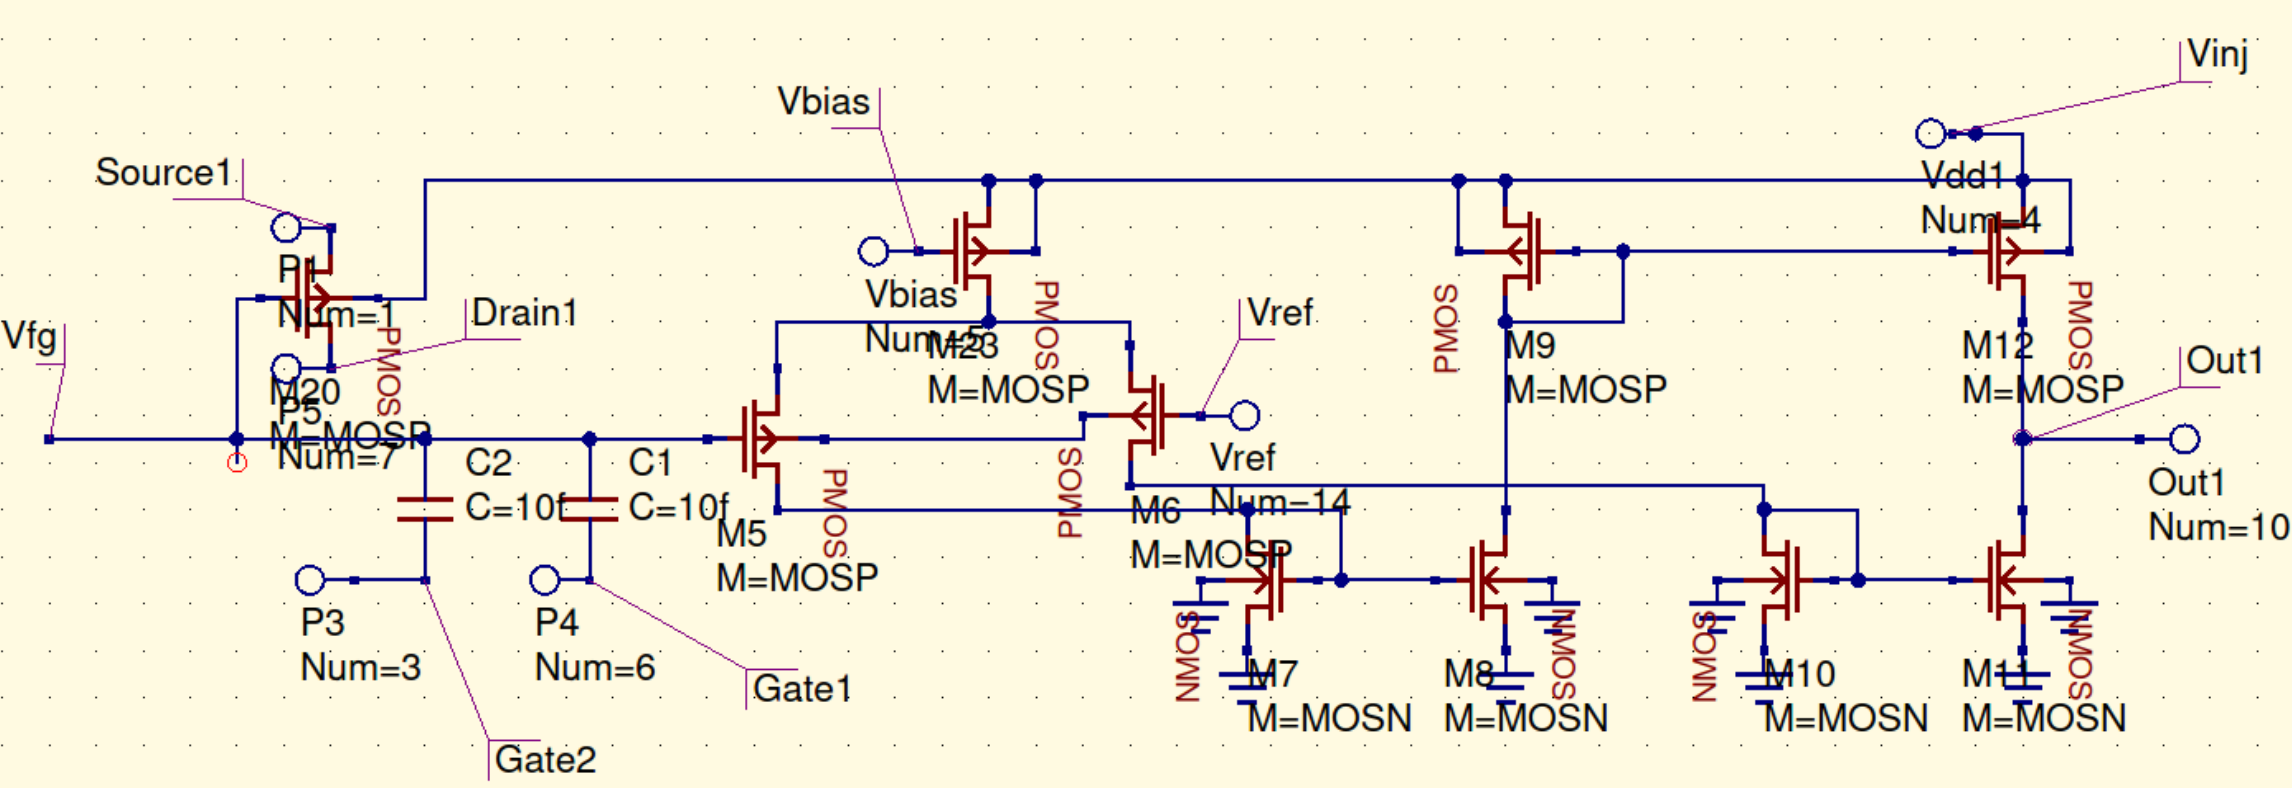 Vinj
Vbias
Source1
Vdd1
Num=4
P1
Num=1
Drain1
Vbias
Num=5
Vref
Vfg
M20
M=MOSP
PMOS
P5
Num=7
M23
M=MOSP
PMOS
PMOS
M9
M=MOSP
M12
M=MOSP
PMOS
Out1
C2
C=10f
C1
C=10f
Vref
Num-14
Out1
Num=10
M5
M=MOSP
PMOS
PMOS
M6
M=MOSP
P3
Num=3
P4
Num=6
Gate1
Gate2
NMOS
M7
M=MOSN
M8
M=MOSN
NMOS
NMOS
M10
M=MOSN
M11
M=MOSN
NMOS